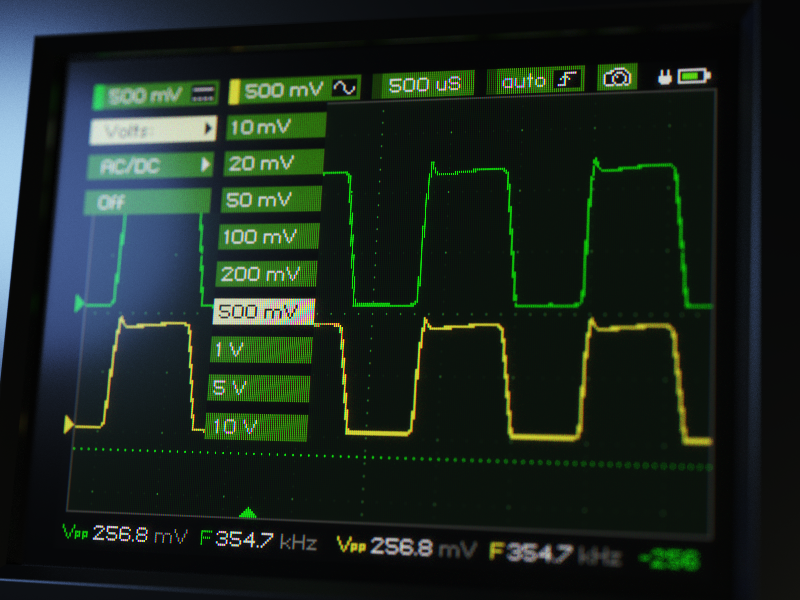 500 mV 500 mV 500 uS auto
Volts 10 mV
AC/DC 20 mV
Off 50 mV
100 mV
200 mV
500 mV
1 V
5 V
10 V
Vpp 256.8 mV F 354.7 kHz Vpp 256.8 mV F 354.7 kHz -256